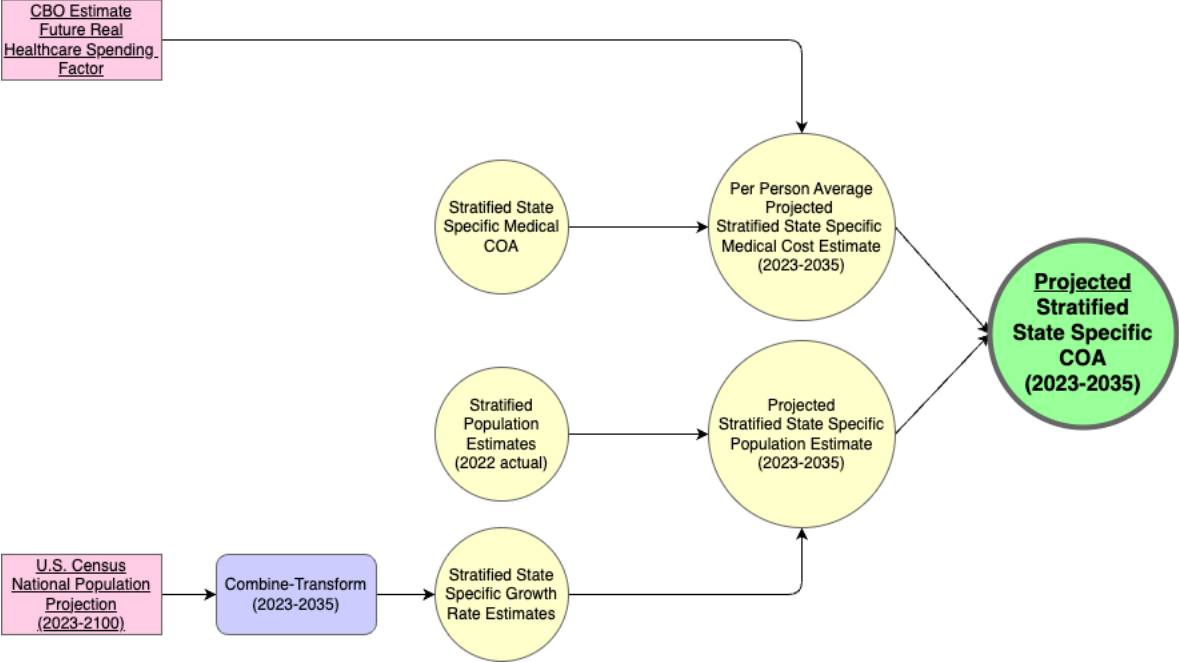 CBO Estimate
Future Real
Healthcare Spending
Factor
Stratified State
Specific Medical
COA
Per Person Average
Projected
Stratified State Specific
Medical Cost Estimate
(2023-2035)
Projected
Stratified
State Specific
COA
(2023-2035)
Stratified
Population
Estimates
(2022 actual)
Projected
Stratified State Specific
Population Estimate
(2023-2035)
U.S. Census
National Population
Projection
(2023-2100)
Combine-Transform
(2023-2035)
Stratified State
Specific Growth
Rate Estimates